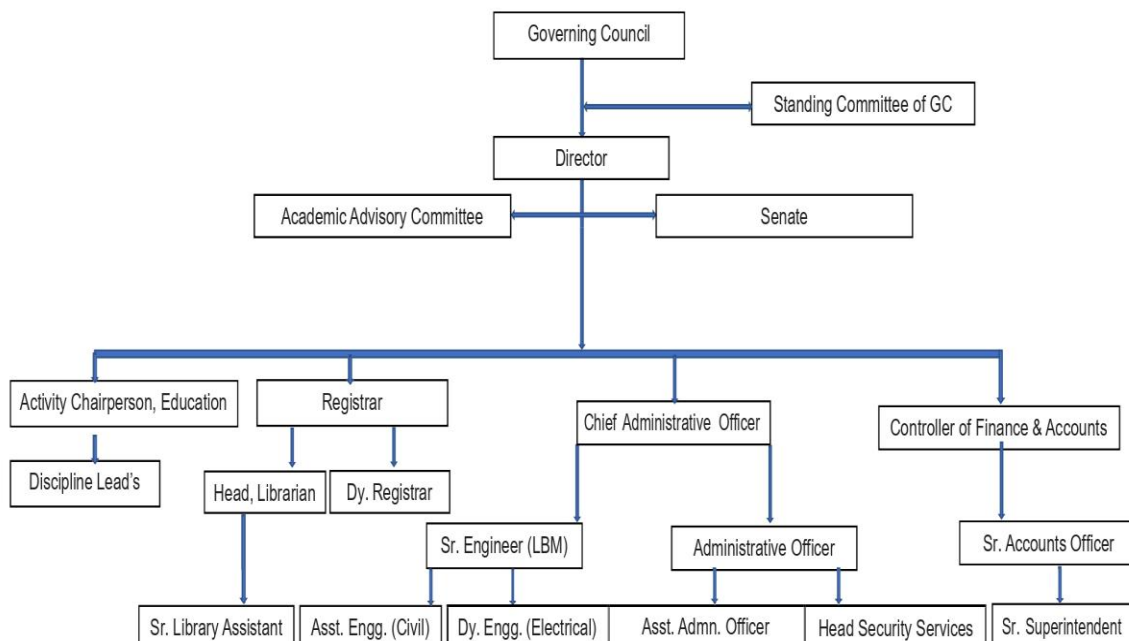 Governing Council
Standing Committee of GC
Director
Academic Advisory Committee
Senate
Activity Chairperson, Education
Registrar
Chief Administrative Officer
Controller of Finance & Accounts
Discipline Lead's
Head, Librarian
Dy. Registrar
Sr. Engineer (LBM)
Administrative Officer
Sr. Accounts Officer
Sr. Library Assistant
Asst. Engg. (Civil)
Dy. Engg. (Electrical)
Asst. Admn. Officer
Head Security Services
Sr. Superintendent